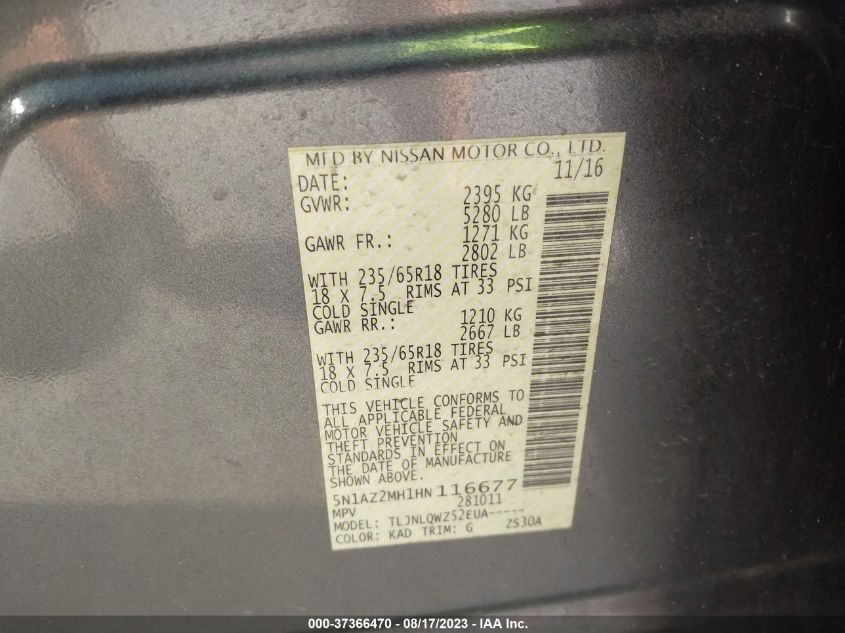 MFD BY NISSAN MOTOR CO., LTD.
DATE: 11/16
GVWR: 2395 KG
5280 LB
GAWR FR.: 1271 KG
2802 LB
WITH 235/65R18 TIRES
18 X 7.5 RIMS AT 33 PSI
COLD SINGLE
GAWR RR.: 1210 KG
2667 LB
WITH 235/65R18 TIRES
18 X 7.5 RIMS AT 33 PSI
COLD SINGLE
THIS VEHICLE CONFORMS TO
ALL APPLICABLE FEDERAL
MOTOR VEHICLE SAFETY AND
THEFT PREVENTION
STANDARDS IN EFFECT ON
THE DATE OF MANUFACTURE
SHOWN ABOVE.
5N1AZ2MH1HN116677
MPV 281011
MODEL: TLJNLQWZ52EUA-----
COLOR: KAD TRIM: G ZS30A
000-37366470 - 08/17/2023 - IAA Inc.